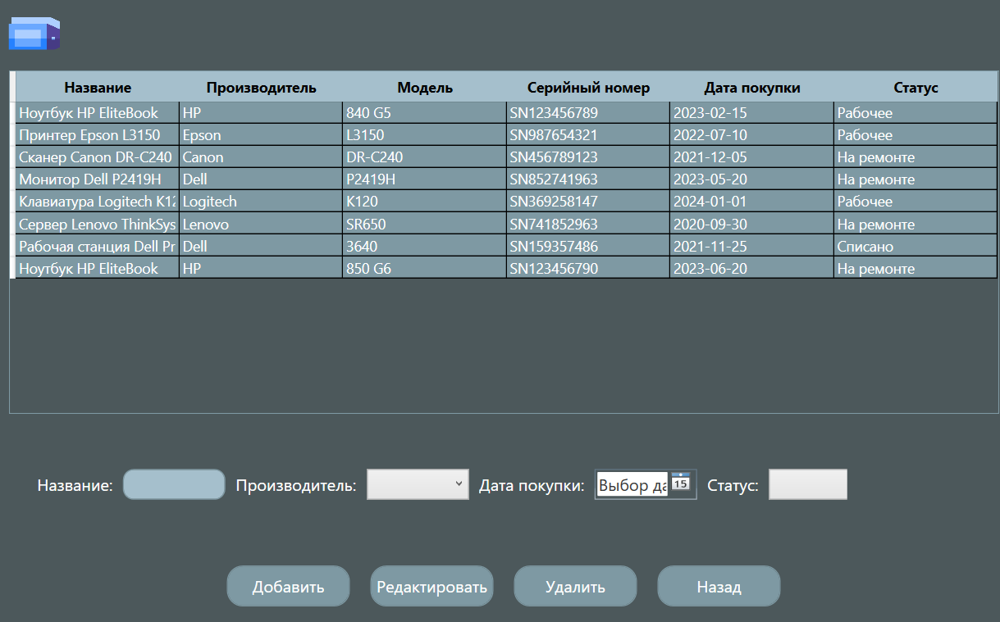 Название Производитель Модель Серийный номер Дата покупки Статус
Ноутбук HP EliteBook HP 840 G5 SN123456789 2023-02-15 Рабочее
Принтер Epson L3150 Epson L3150 SN987654321 2022-07-10 Рабочее
Сканер Canon DR-C240 Canon DR-C240 SN456789123 2021-12-05 На ремонте
Монитор Dell P2419H Dell P2419H SN852741963 2023-05-20 На ремонте
Клавиатура Logitech K12 Logitech K120 SN369258147 2024-01-01 Рабочее
Сервер Lenovo ThinkSys Lenovo SR650 SN741852963 2020-09-30 На ремонте
Рабочая станция Dell Pr Dell 3640 SN159357486 2021-11-25 Списано
Ноутбук HP EliteBook HP 850 G6 SN123456790 2023-06-20 На ремонте
Название: Производитель: Дата покупки: Выбор да 15 Статус:
Добавить Редактировать Удалить Назад